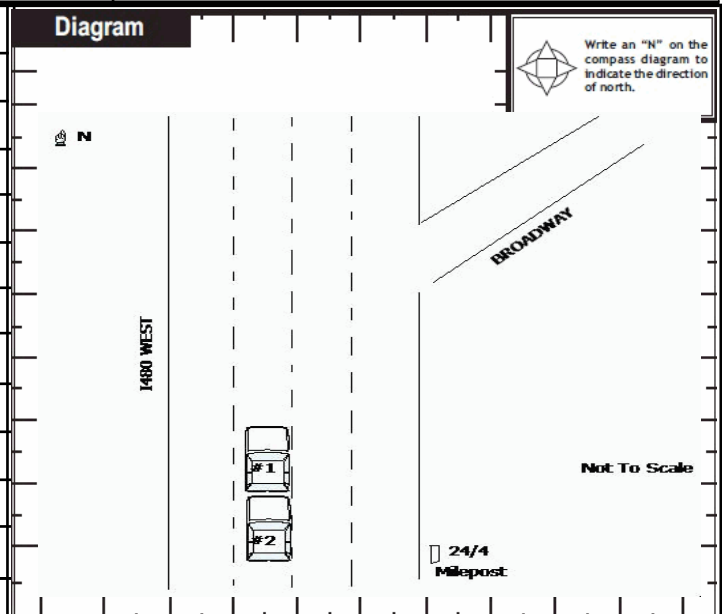 Diagram
Write an "N" on the
compass diagram to
indicate the direction
of north.
N
BROADWAY
I480 WEST
#1
Not To Scale
#2
24/4
Milepost